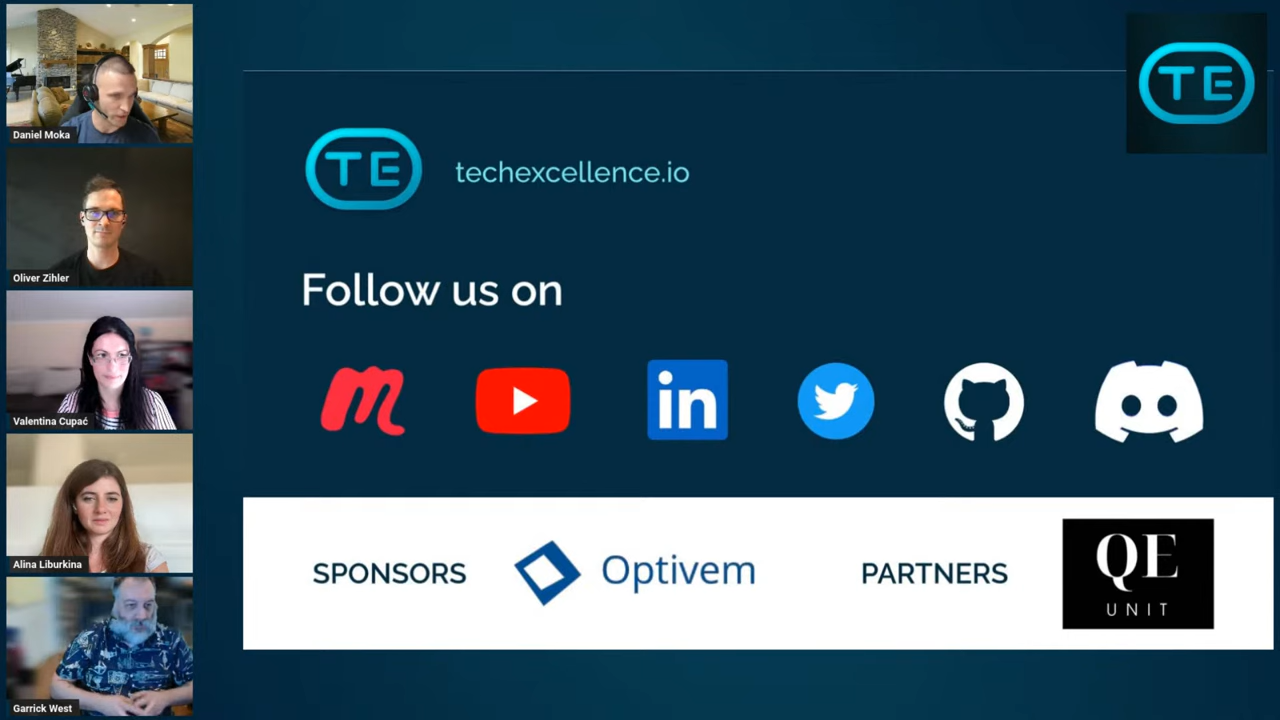 Daniel Moka
Oliver Zihler
Valentina Cupać
Alina Liburkina
Garrick West
TE
TE
techexcellence.io
Follow us on
in
SPONSORS
Optivem
PARTNERS
QE
UNIT